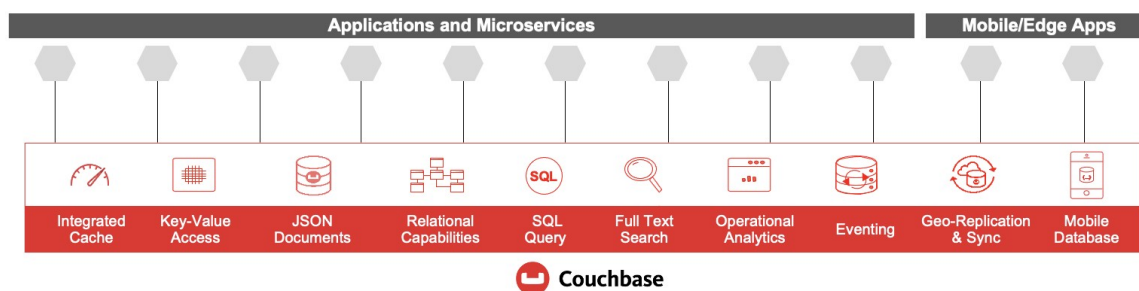 Applications and Microservices
Mobile/Edge Apps
SQL
Integrated
Cache
Key-Value
Access
JSON
Documents
Relational
Capabilities
SQL
Query
Full Text
Search
Operational
Analytics
Eventing
Geo-Replication
& Sync
Mobile
Database
Couchbase